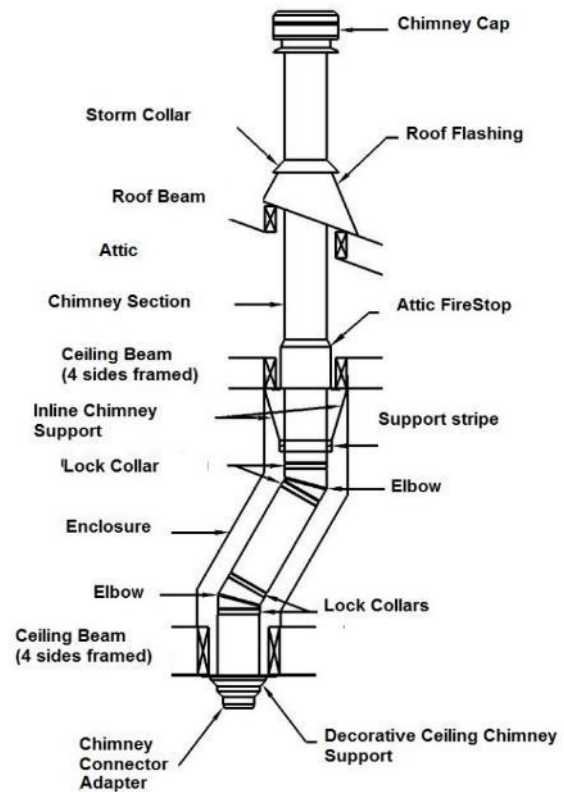 Chimney Cap
Storm Collar
Roof Flashing
Roof Beam
Attic
Chimney Section
Attic FireStop
Ceiling Beam
(4 sides framed)
Inline Chimney
Support
Support stripe
Lock Collar
Elbow
Enclosure
Elbow
Lock Collars
Ceiling Beam
(4 sides framed)
Decorative Ceiling Chimney
Support
Chimney
Connector
Adapter